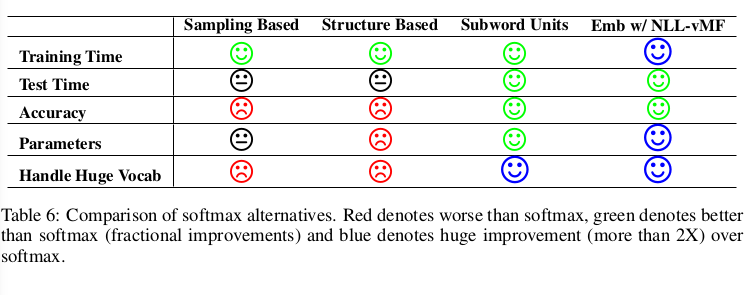 Sampling Based Structure Based Subword Units Emb w/ NLL-vMF
Training Time
Test Time
Accuracy
Parameters
Handle Huge Vocab
Table 6: Comparison of softmax alternatives. Red denotes worse than softmax, green denotes better
than softmax (fractional improvements) and blue denotes huge improvement (more than 2X) over
softmax.